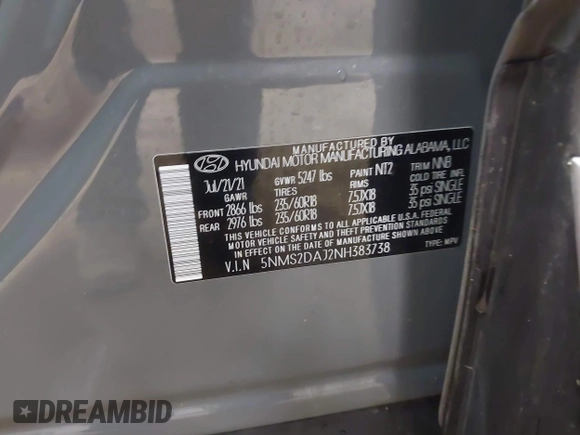 MANUFACTURED BY
HYUNDAI MOTOR MANUFACTURING ALABAMA, LLC
Jul/21/21 GVWR 5247 lbs PAINT NT2 TRIM NNB
GAWR TIRES RIMS COLD TIRE INFL
FRONT 2866 lbs 235/60R18 7.5JX18 35 psi SINGLE
REAR 2976 lbs 235/60R18 7.5JX18 35 psi SINGLE
THIS VEHICLE CONFORMS TO ALL APPLICABLE U.S.A. FEDERAL
MOTOR VEHICLE SAFETY AND THEFT PREVENTION STANDARDS
IN EFFECT ON THE DATE OF MANUFACTURE SHOWN ABOVE.
V.I.N 5NMS2DAJ2NH383738 TYPE: MPV
DREAMBID